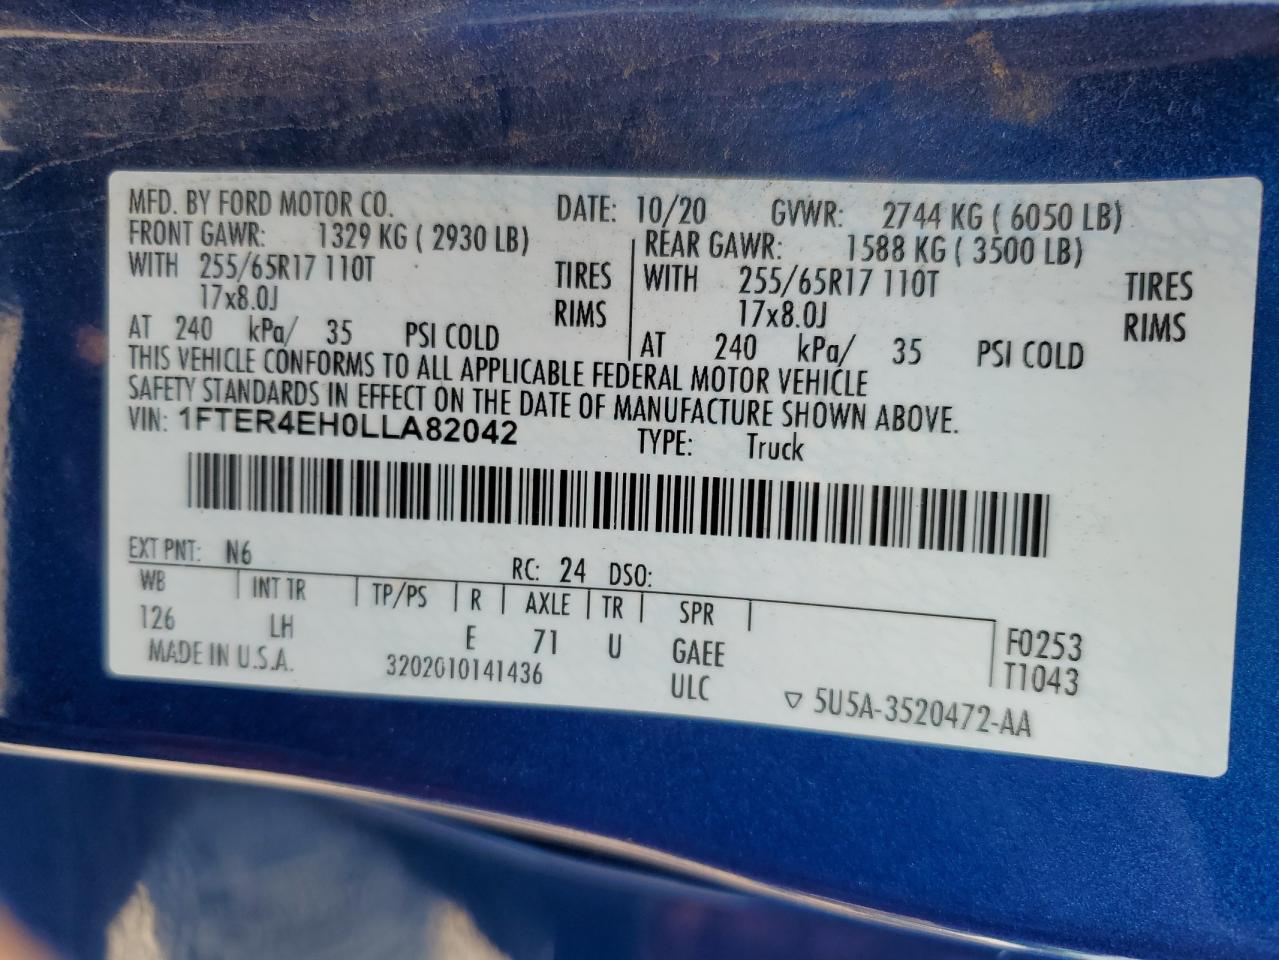 MFD. BY FORD MOTOR CO. DATE: 10/20 GVWR: 2744 KG ( 6050 LB)
FRONT GAWR: 1329 KG ( 2930 LB) REAR GAWR: 1588 KG ( 3500 LB)
WITH 255/65R17 110T TIRES WITH 255/65R17 110T TIRES
17x8.0J RIMS 17x8.0J RIMS
AT 240 kPa/ 35 PSI COLD AT 240 kPa/ 35 PSI COLD
THIS VEHICLE CONFORMS TO ALL APPLICABLE FEDERAL MOTOR VEHICLE
SAFETY STANDARDS IN EFFECT ON THE DATE OF MANUFACTURE SHOWN ABOVE.
VIN: 1FTER4EH0LLA82042 TYPE: Truck
EXT PNT: N6 RC: 24 DSO:
WB INT TR TP/PS R AXLE TR SPR
126 LH E 71 U GAEE F0253
MADE IN U.S.A. 3202010141436 ULC T1043
▽ 5U5A-3520472-AA